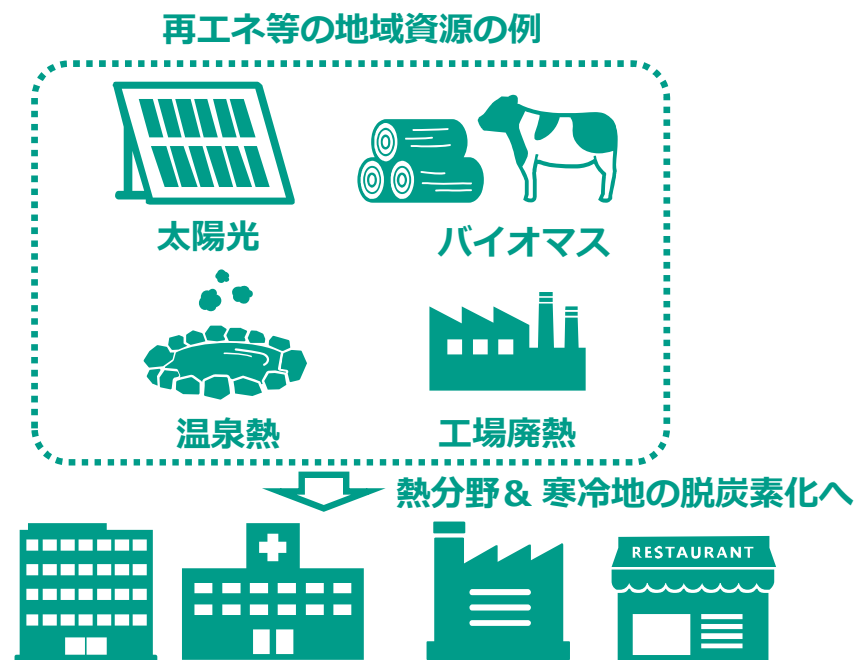 再エネ等の地域資源の例
太陽光
バイオマス
温泉熱
工場廃熱
熱分野& 寒冷地の脱炭素化へ
RESTAURANT